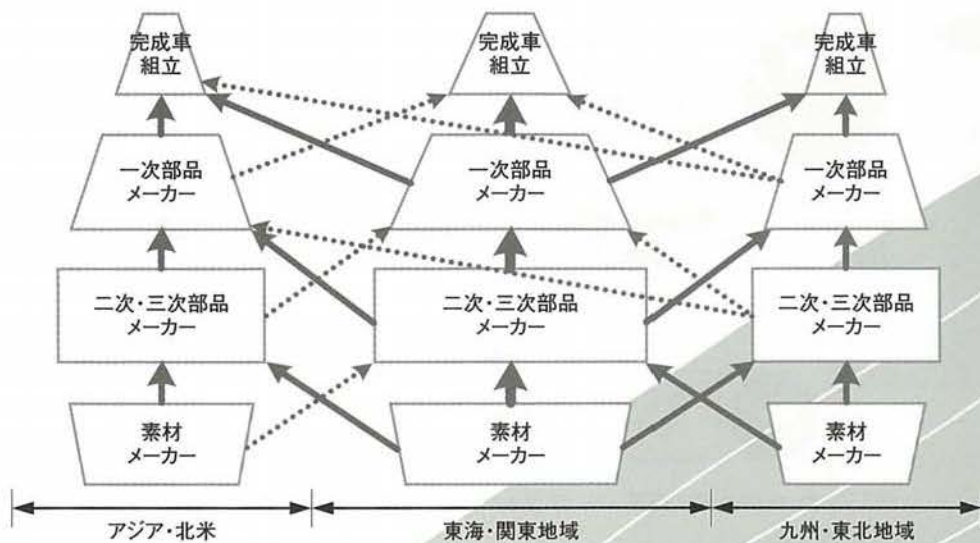 完成車
組立
完成車
組立
完成車
組立
一次部品
メーカー
一次部品
メーカー
一次部品
メーカー
二次・三次部品
メーカー
二次・三次部品
メーカー
二次・三次部品
メーカー
素材
メーカー
素材
メーカー
素材
メーカー
アジア・北米
東海・関東地域
九州・東北地域